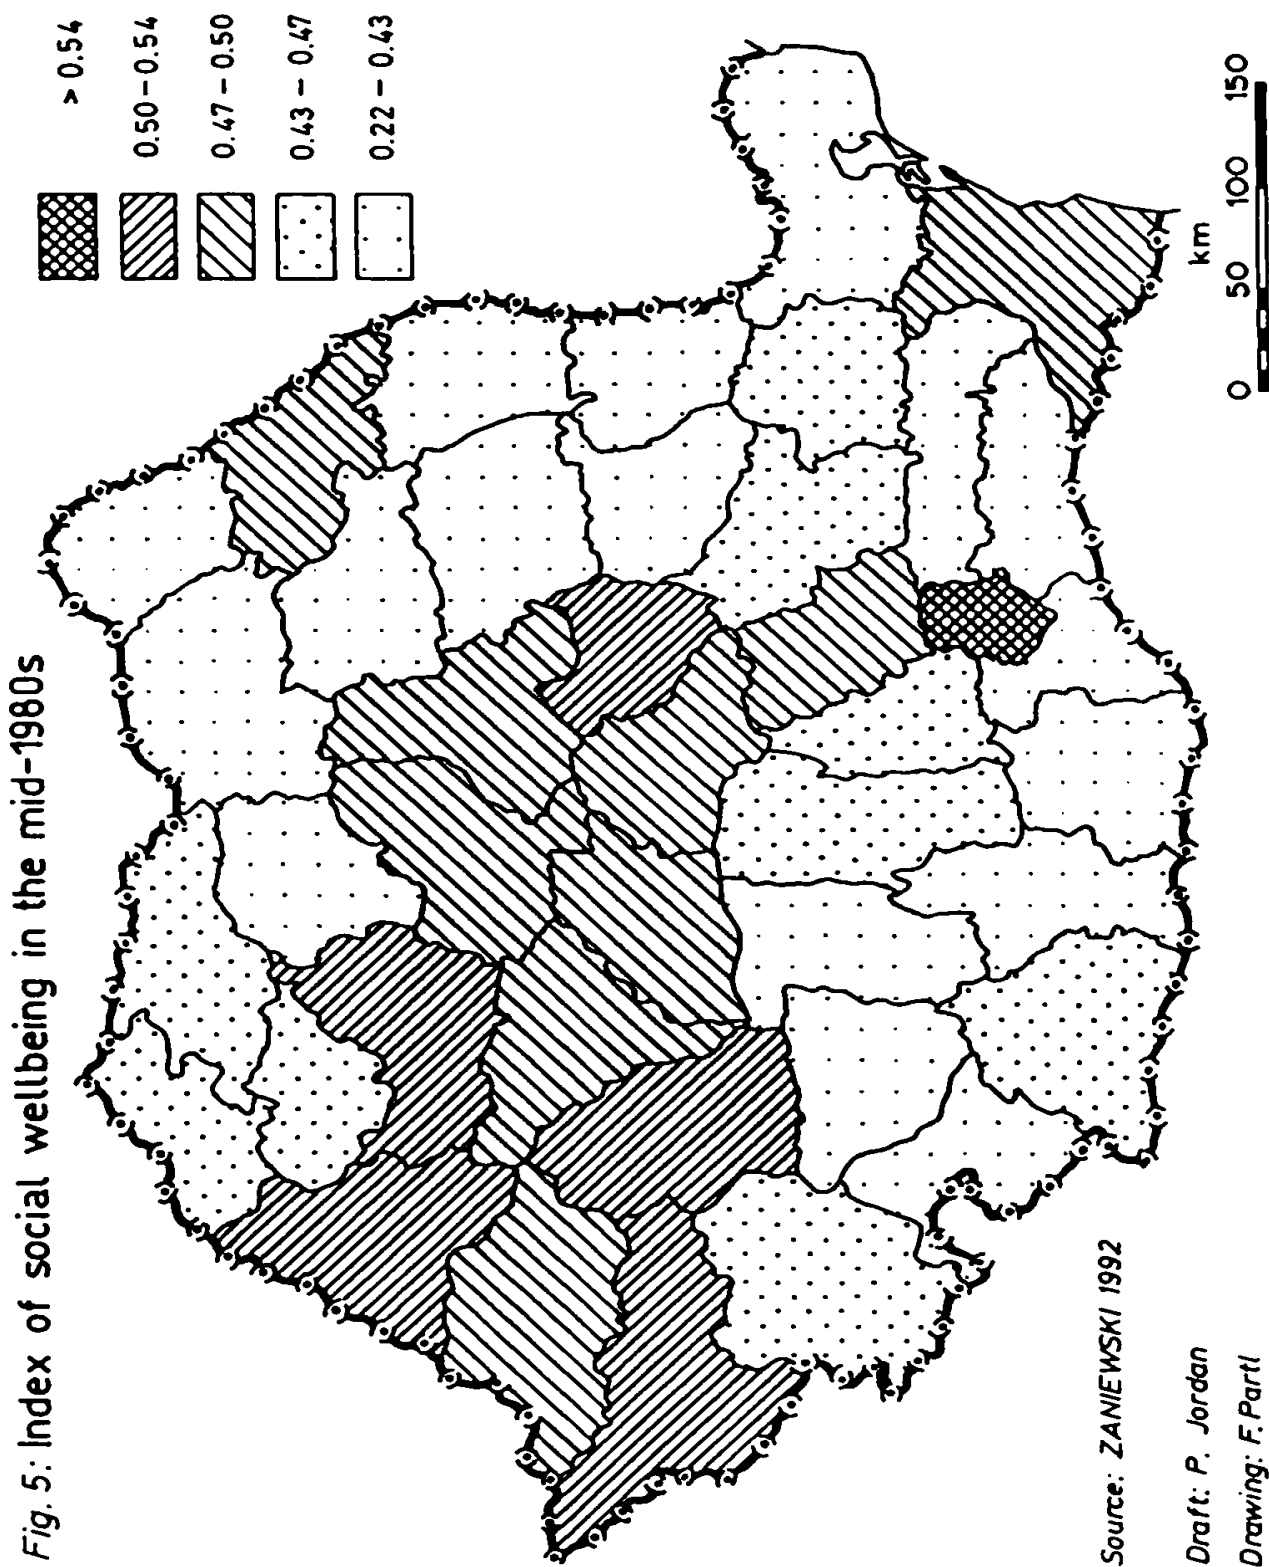 Fig. 5.: Index of social wellbeing in the mid-1980s
> 0.54
0.50 – 0.54
0.47 – 0.50
0.43 – 0.47
0.22 – 0.43
Source: ZANIEWSKI 1992
Draft: P. Jordan
Drawing: F. Partl
km
0 50 100 150